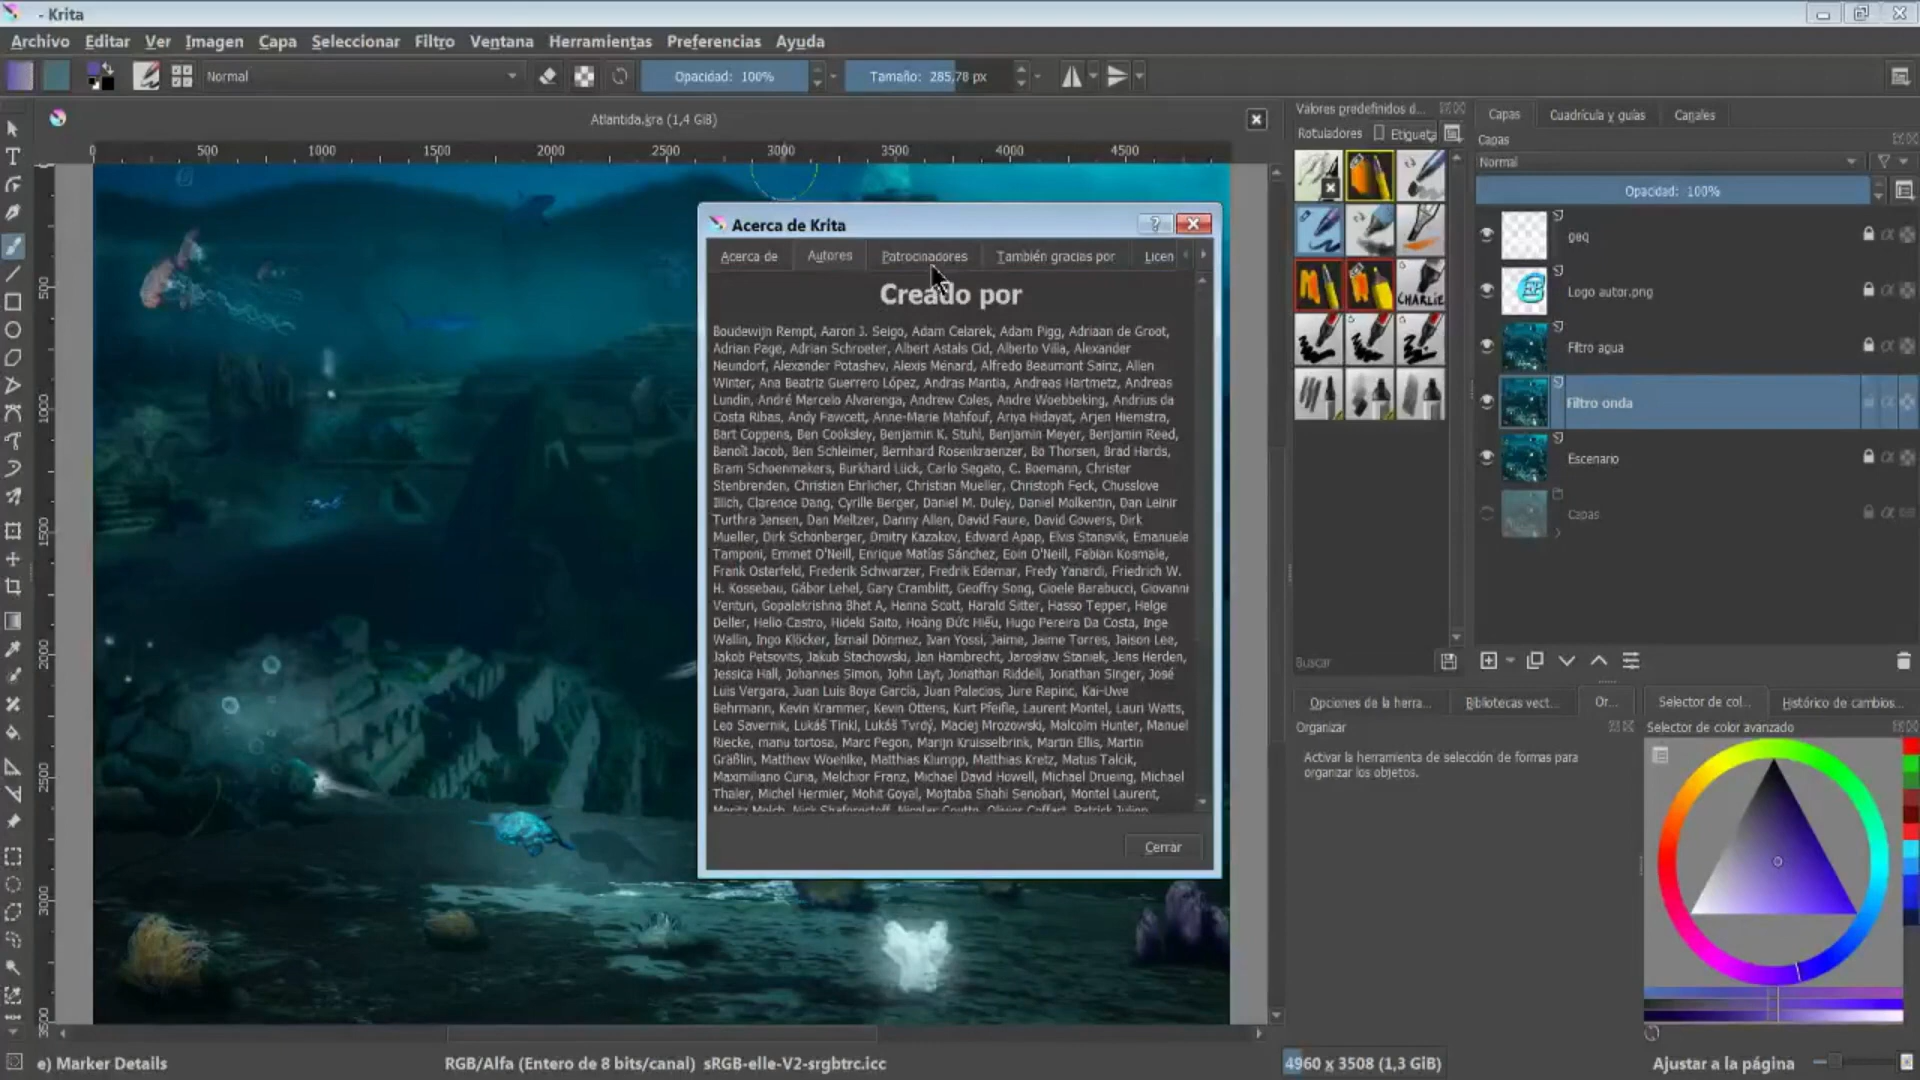 - Krita
Archivo Editar Ver Imagen Capa Seleccionar Filtro Ventana Herramientas Preferencias Ayuda
Normal
Opacidad: 100%
Tamaño: 285,78 px
Atlantida.kra (1,4 GiB)
0 500 1000 1500 2000 2500 3000 3500 4000 4500
500
1000
1500
2000
2500
3000
3500
Acerca de Krita
Acerca de Autores Patrocinadores También gracias por Licen
Creado por
Boudewijn Rempt, Aaron J. Seigo, Adam Celarek, Adam Pigg, Adriaan de Groot,
Adrian Page, Adrian Schroeter, Albert Astals Cid, Alberto Villa, Alexander
Neundorf, Alexander Potashev, Alexis Ménard, Alfredo Beaumont Sainz, Allen
Winter, Ana Beatriz Guerrero López, Andras Mantia, Andreas Hartmetz, Andreas
Lundin, André Marcelo Alvarenga, Andrew Coles, Andre Woebbeking, Andrius da
Costa Ribas, Andy Fawcett, Anne-Marie Mahfouf, Ariya Hidayat, Arjen Hiemstra,
Bart Coppens, Ben Cooksley, Benjamin K. Stuhl, Benjamin Meyer, Benjamin Reed,
Benoît Jacob, Ben Schleimer, Bernhard Rosenkraenzer, Bo Thorsen, Brad Hards,
Bram Schoenmakers, Burkhard Lück, Carlo Segato, C. Boemann, Christer
Stenbrenden, Christian Ehrlicher, Christian Mueller, Christoph Feck, Chusslove
Illich, Clarence Dang, Cyrille Berger, Daniel M. Duley, Daniel Molkentin, Dan Leinir
Turthra Jensen, Dan Meltzer, Danny Allen, David Faure, David Gowers, Dirk
Mueller, Dirk Schönberger, Dmitry Kazakov, Edward Apap, Elvis Stansvik, Emanuele
Tamponi, Emmet O'Neill, Enrique Matías Sánchez, Eoin O'Neill, Fabian Kosmale,
Frank Osterfeld, Frederik Schwarzer, Fredrik Edemar, Fredy Yanardi, Friedrich W.
H. Kossebau, Gábor Lehel, Gary Cramblitt, Geoffry Song, Gioele Barabucci, Giovanni
Venturi, Gopalakrishna Bhat A, Hanna Scott, Harald Sitter, Hasso Tepper, Helge
Deller, Helio Castro, Hideki Saito, Hoàng Đức Hiếu, Hugo Pereira Da Costa, Inge
Wallin, Ingo Klöcker, İsmail Dönmez, Ivan Yossi, Jaime, Jaime Torres, Jaison Lee,
Jakob Petsovits, Jakub Stachowski, Jan Hambrecht, Jarosław Staniek, Jens Herden,
Jessica Hall, Johannes Simon, John Layt, Jonathan Riddell, Jonathan Singer, José
Luis Vergara, Juan Luis Boya García, Juan Palacios, Jure Repinc, Kai-Uwe
Behrmann, Kevin Krammer, Kevin Ottens, Kurt Pfeifle, Laurent Montel, Lauri Watts,
Leo Savernik, Lukáš Tinkl, Lukáš Tvrdý, Maciej Mrozowski, Malcolm Hunter, Manuel
Riecke, manu tortosa, Marc Pegon, Marijn Kruisselbrink, Martin Ellis, Martin
Gräßlin, Matthew Woehlke, Matthias Klumpp, Matthias Kretz, Matus Talcik,
Maximiliano Curia, Melchior Franz, Michael David Howell, Michael Drueing, Michael
Thaler, Michel Hermier, Mohit Goyal, Mojtaba Shahi Senobari, Montel Laurent,
Cerrar
Valores predefinidos d...
Rotuladores Etiqueta
CHARLIE
Buscar
Capas Cuadrícula y guías Canales
Capas
Normal
Opacidad: 100%
geq
Logo autor.png
Filtro agua
Filtro onda
Escenario
Capas
Opciones de la herra... Bibliotecas vect... Or...
Organizar
Activar la herramienta de selección de formas para
organizar los objetos.
Selector de col... Histórico de cambios...
Selector de color avanzado
e) Marker Details
RGB/Alfa (Entero de 8 bits/canal) sRGB-elle-V2-srgbtrc.icc
4960 x 3508 (1,3 GiB)
Ajustar a la página